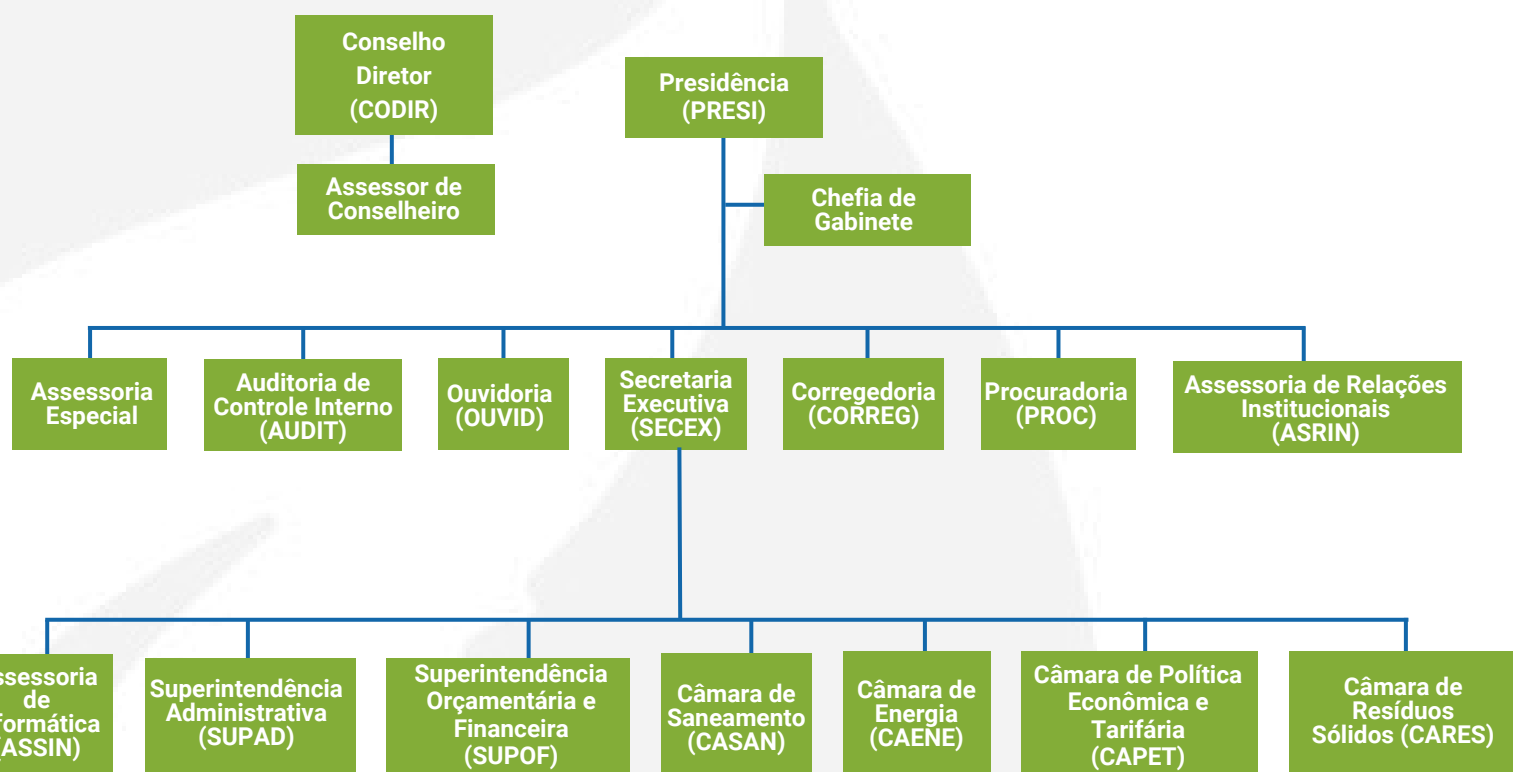 Conselho
Diretor
(CODIR)
Presidência
(PRESI)
Assessor de
Conselheiro
Chefia de
Gabinete
Assessoria
Especial
Auditoria de
Controle Interno
(AUDIT)
Ouvidoria
(OUVID)
Secretaria
Executiva
(SECEX)
Corregedoria
(CORREG)
Procuradoria
(PROC)
Assessoria de Relações
Institucionais
(ASRIN)
ssessoria
de
formática
(ASSIN)
Superintendência
Administrativa
(SUPAD)
Superintendência
Orçamentária e
Financeira
(SUPOF)
Câmara de
Saneamento
(CASAN)
Câmara de
Energia
(CAENE)
Câmara de Política
Econômica e
Tarifária
(CAPET)
Câmara de
Resíduos
Sólidos (CARES)